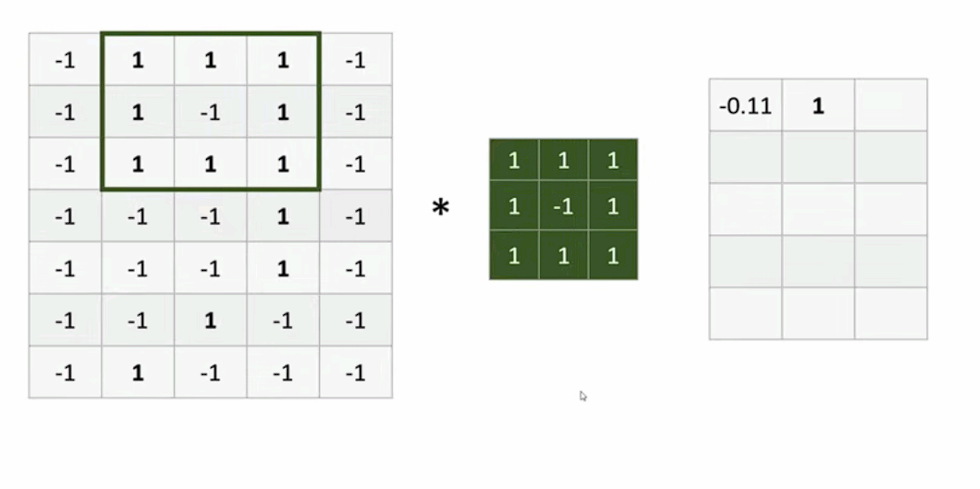 -1 1 1 1 -1
-1 1 -1 1 -1
-1 1 1 1 -1
-1 -1 -1 1 -1
-1 -1 -1 1 -1
-1 -1 1 -1 -1
-1 1 -1 -1 -1
*
1 1 1
1 -1 1
1 1 1
-0.11 1